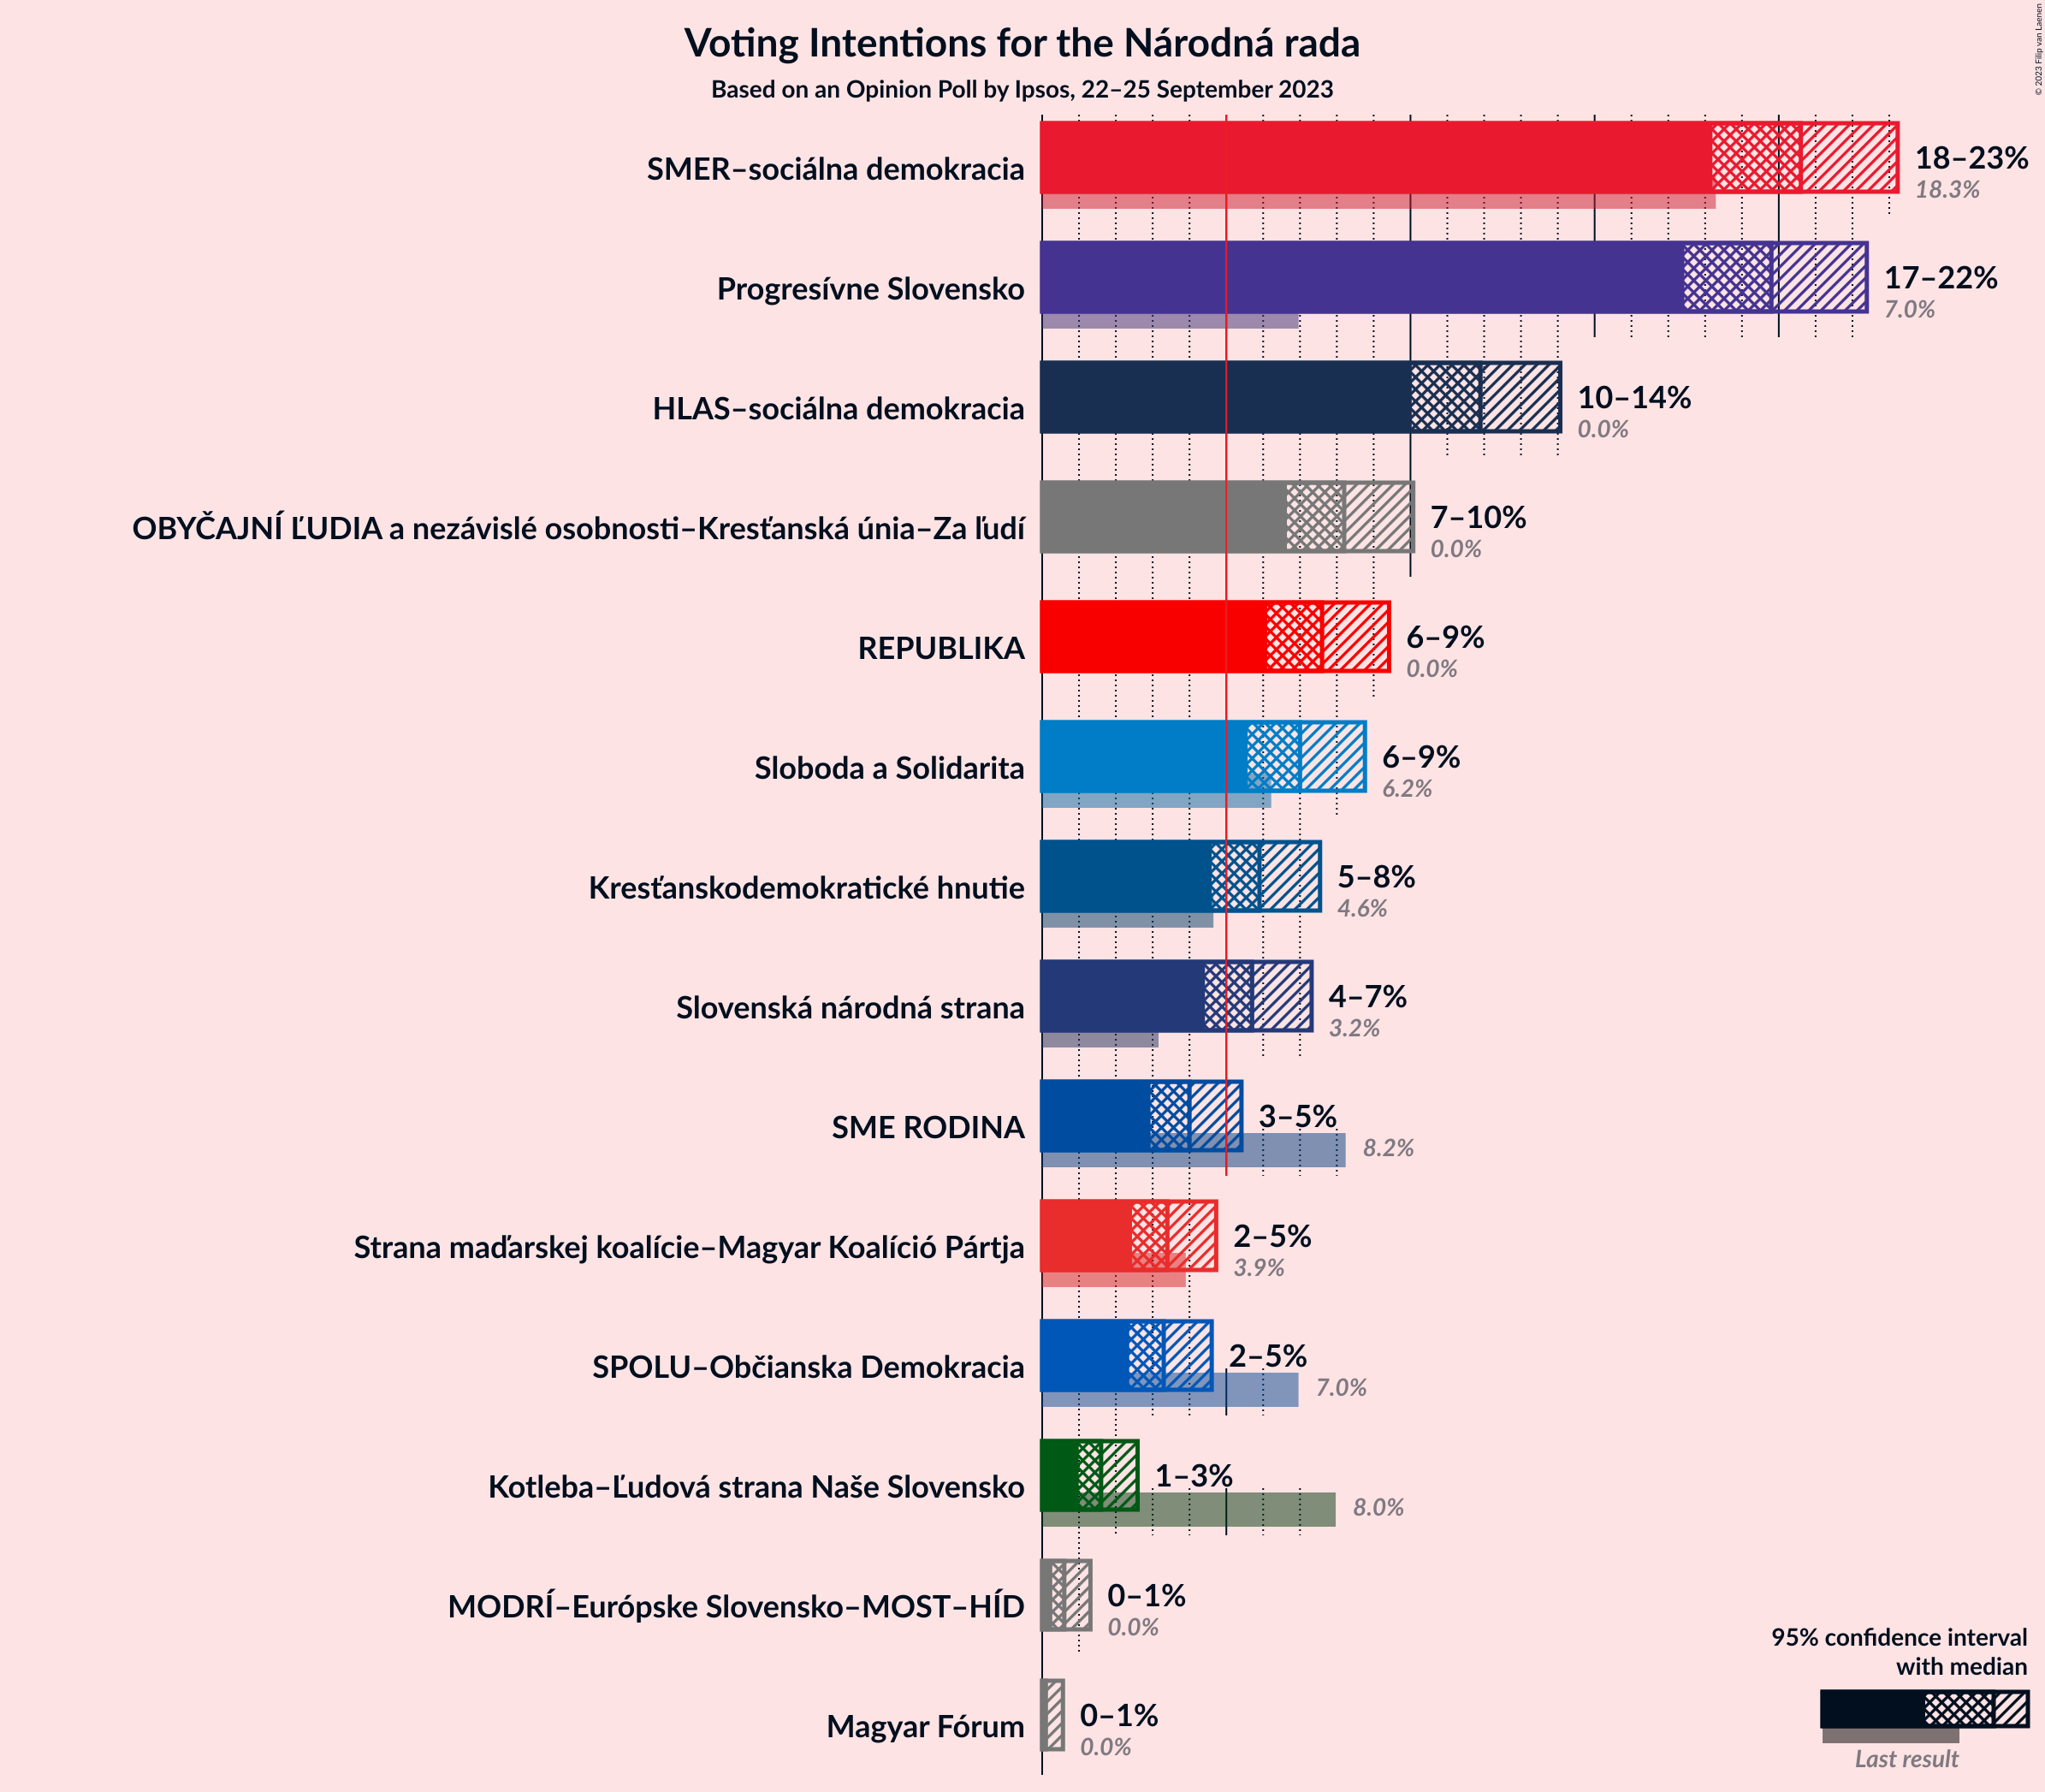 Voting Intentions for the Národná rada
Based on an Opinion Poll by Ipsos, 22–25 September 2023
© 2023 Filip van Laenen
SMER–sociálna demokracia
18–23%
18.3%
Progresívne Slovensko
17–22%
7.0%
HLAS–sociálna demokracia
10–14%
0.0%
OBYČAJNÍ ĽUDIA a nezávislé osobnosti–Kresťanská únia–Za ľudí
7–10%
0.0%
REPUBLIKA
6–9%
0.0%
Sloboda a Solidarita
6–9%
6.2%
Kresťanskodemokratické hnutie
5–8%
4.6%
Slovenská národná strana
4–7%
3.2%
SME RODINA
3–5%
8.2%
Strana maďarskej koalície–Magyar Koalíció Pártja
2–5%
3.9%
SPOLU–Občianska Demokracia
2–5%
7.0%
Kotleba–Ľudová strana Naše Slovensko
1–3%
8.0%
MODRÍ–Európske Slovensko–MOST–HÍD
0–1%
0.0%
Magyar Fórum
0–1%
0.0%
95% confidence interval
with median
Last result